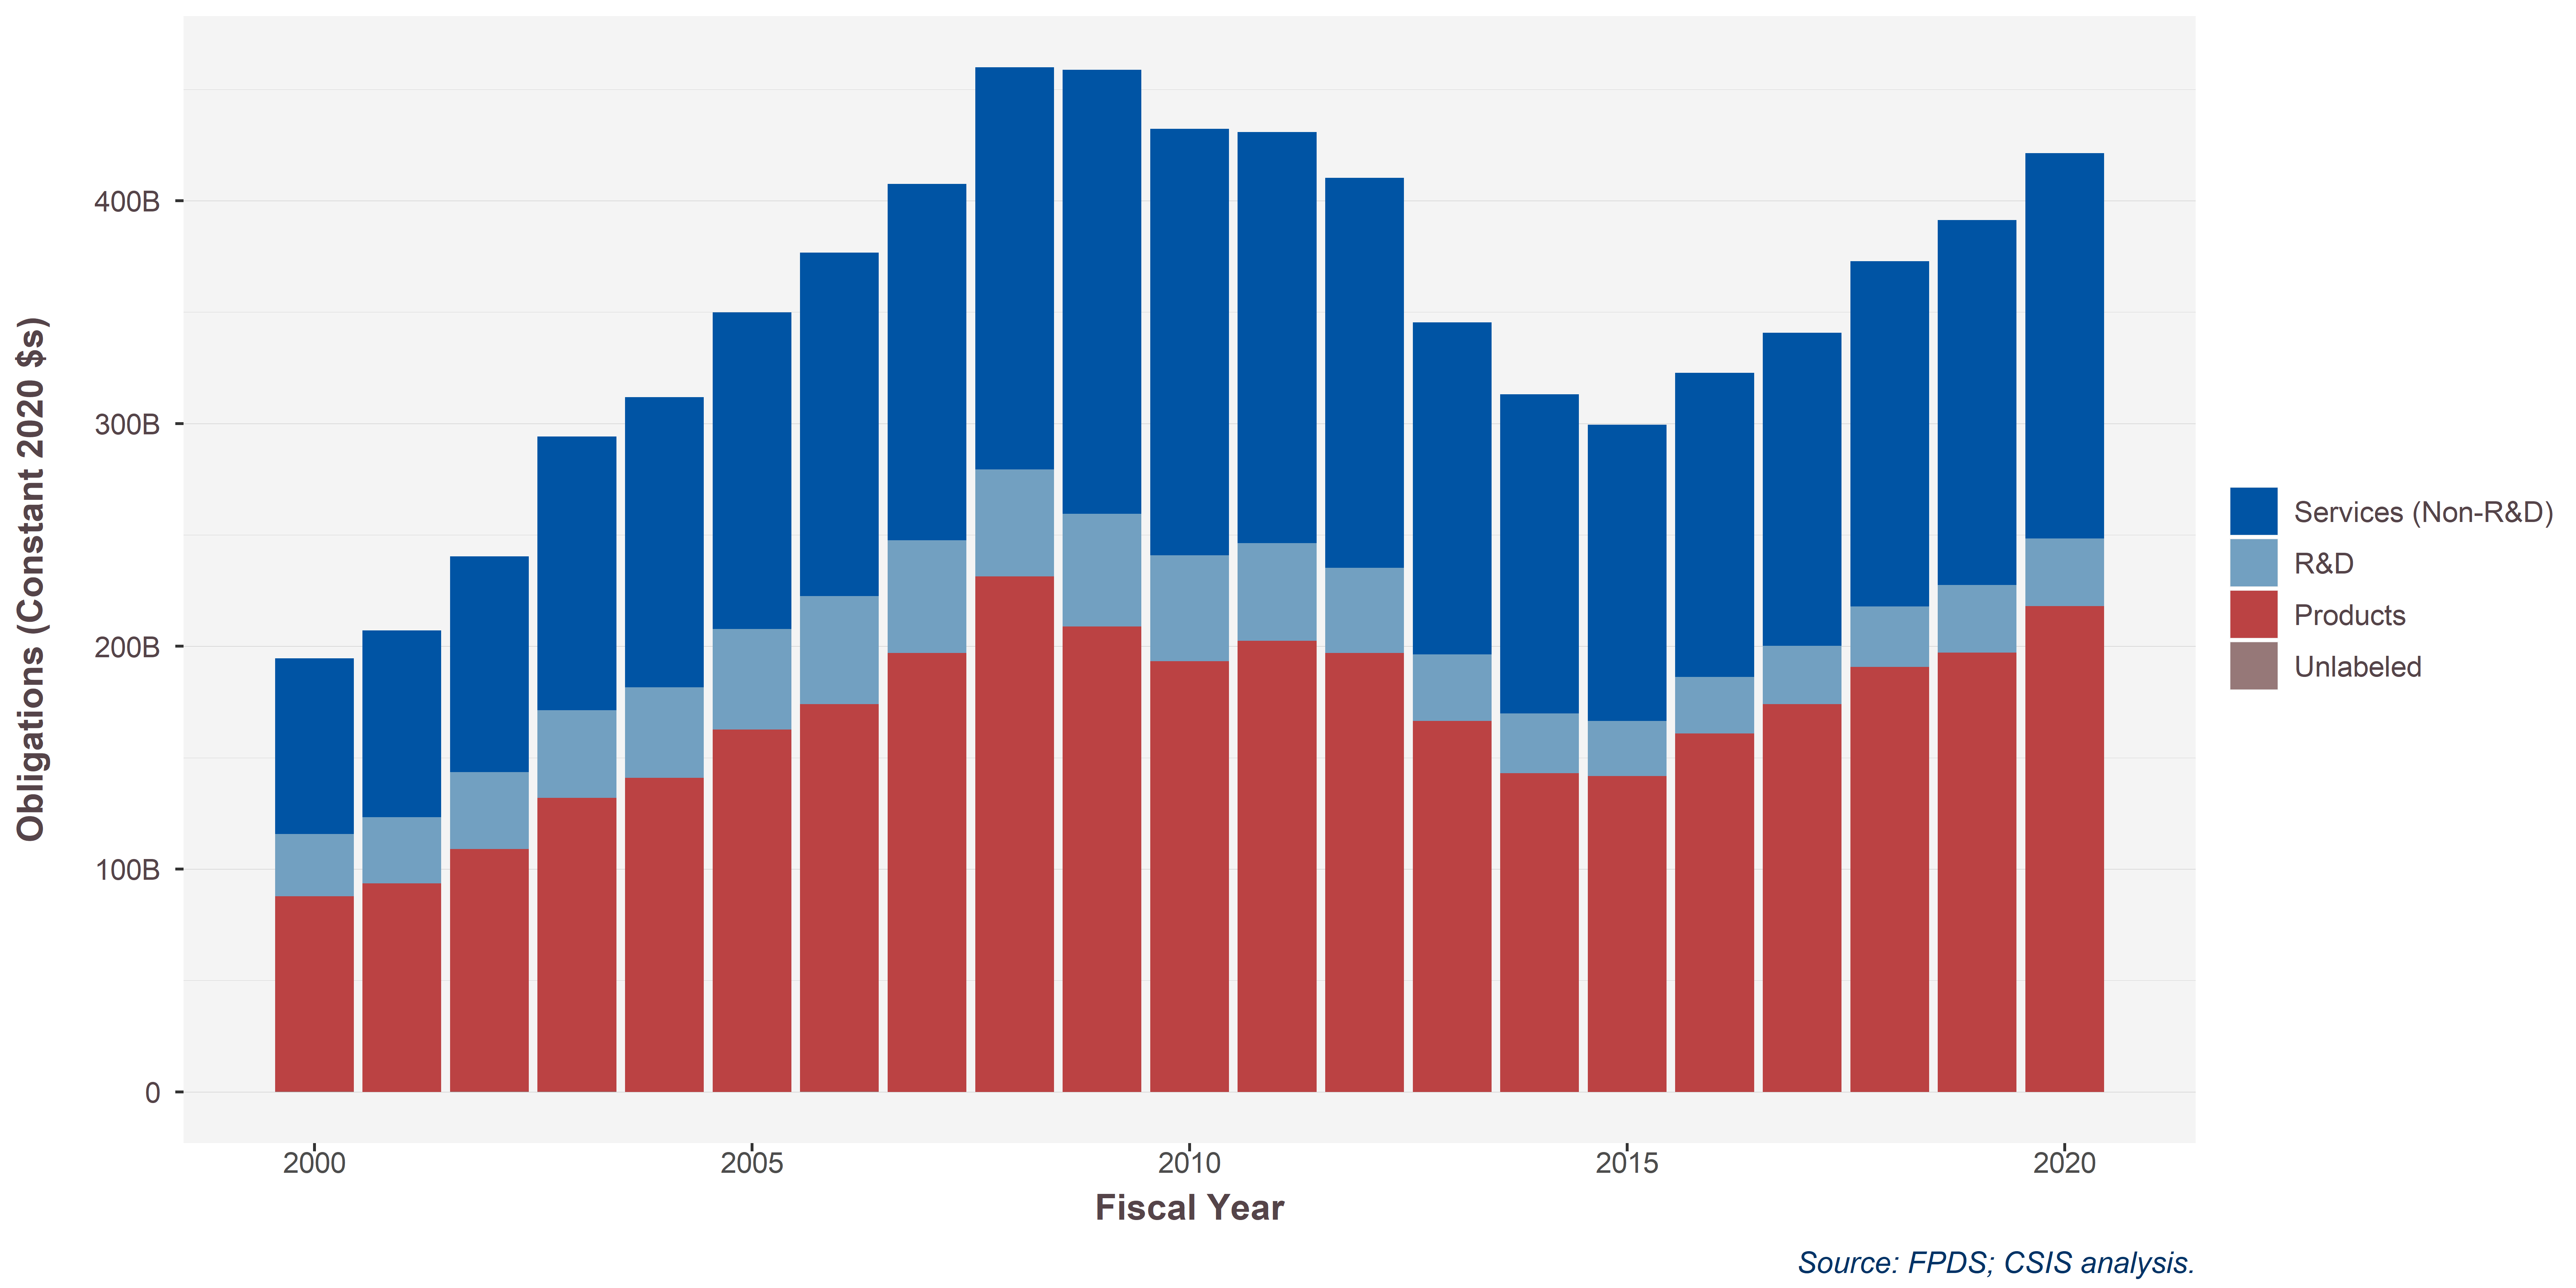 Obligations (Constant 2020 $s)
400B
300B
200B
100B
0
2000 2005 2010 2015 2020
Fiscal Year
Services (Non-R&D)
R&D
Products
Unlabeled
Source: FPDS; CSIS analysis.